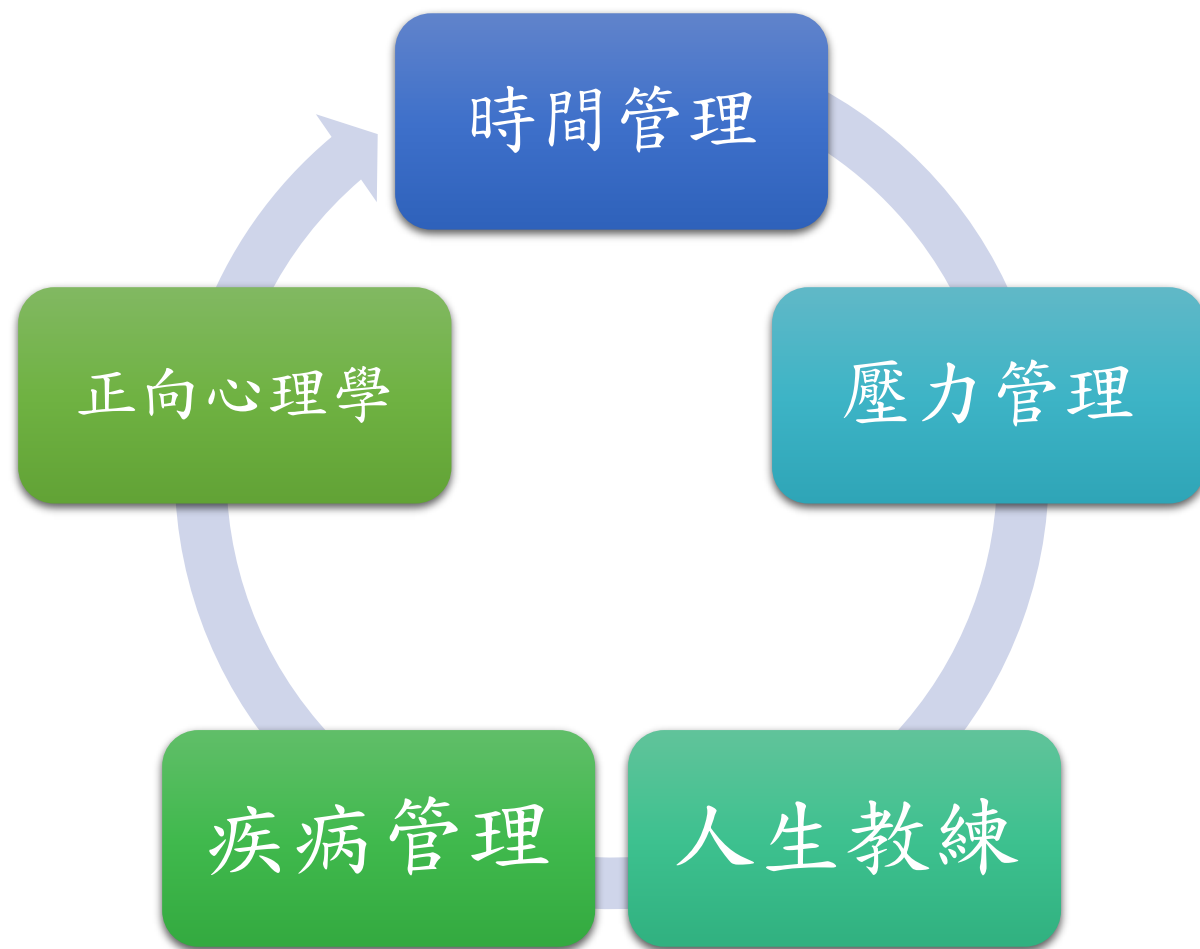 時間管理
壓力管理
人生教練
疾病管理
正向心理學